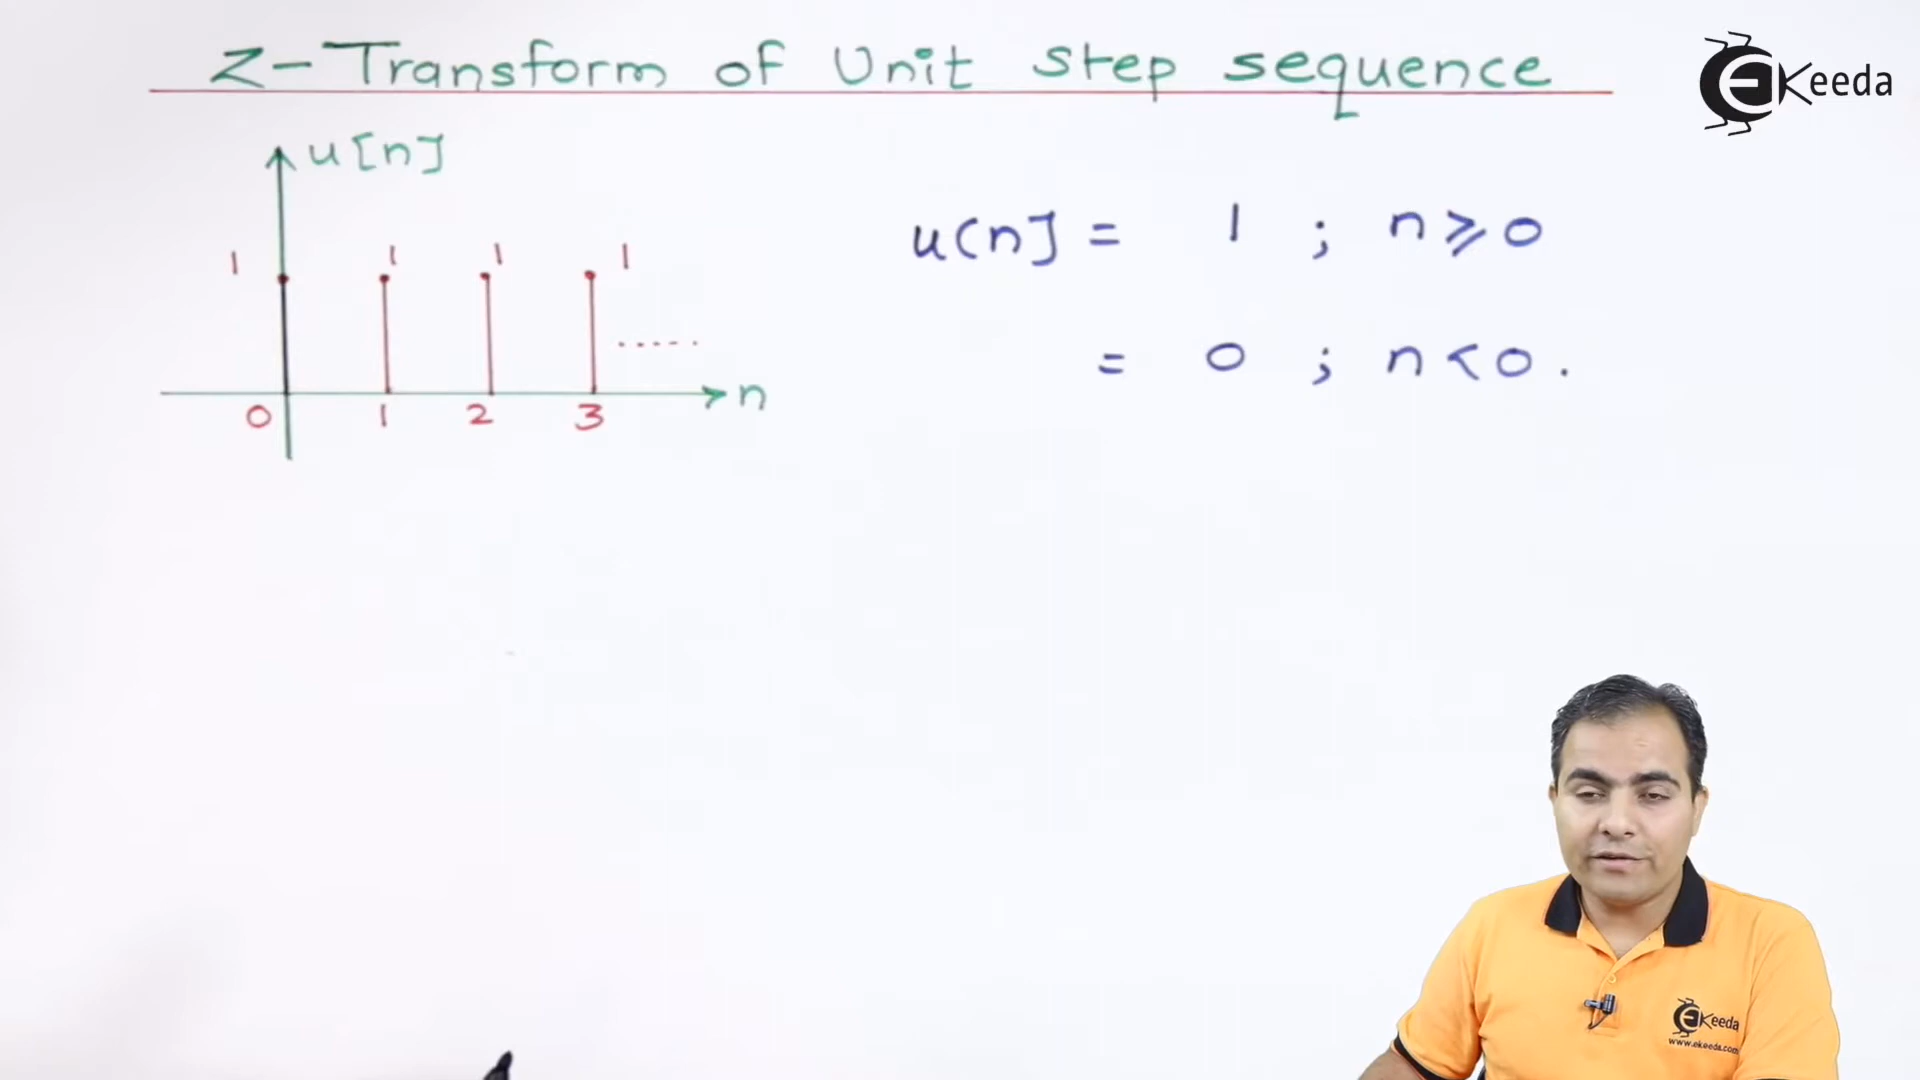 Z-Transform of Unit step sequence
EKeeda
u[n]
1 1 1 1
.....
n
0 1 2 3
u(n] = 1 ; n ⩾ 0
= 0 ; n < 0 .
EKeeda
www.ekeeda.com